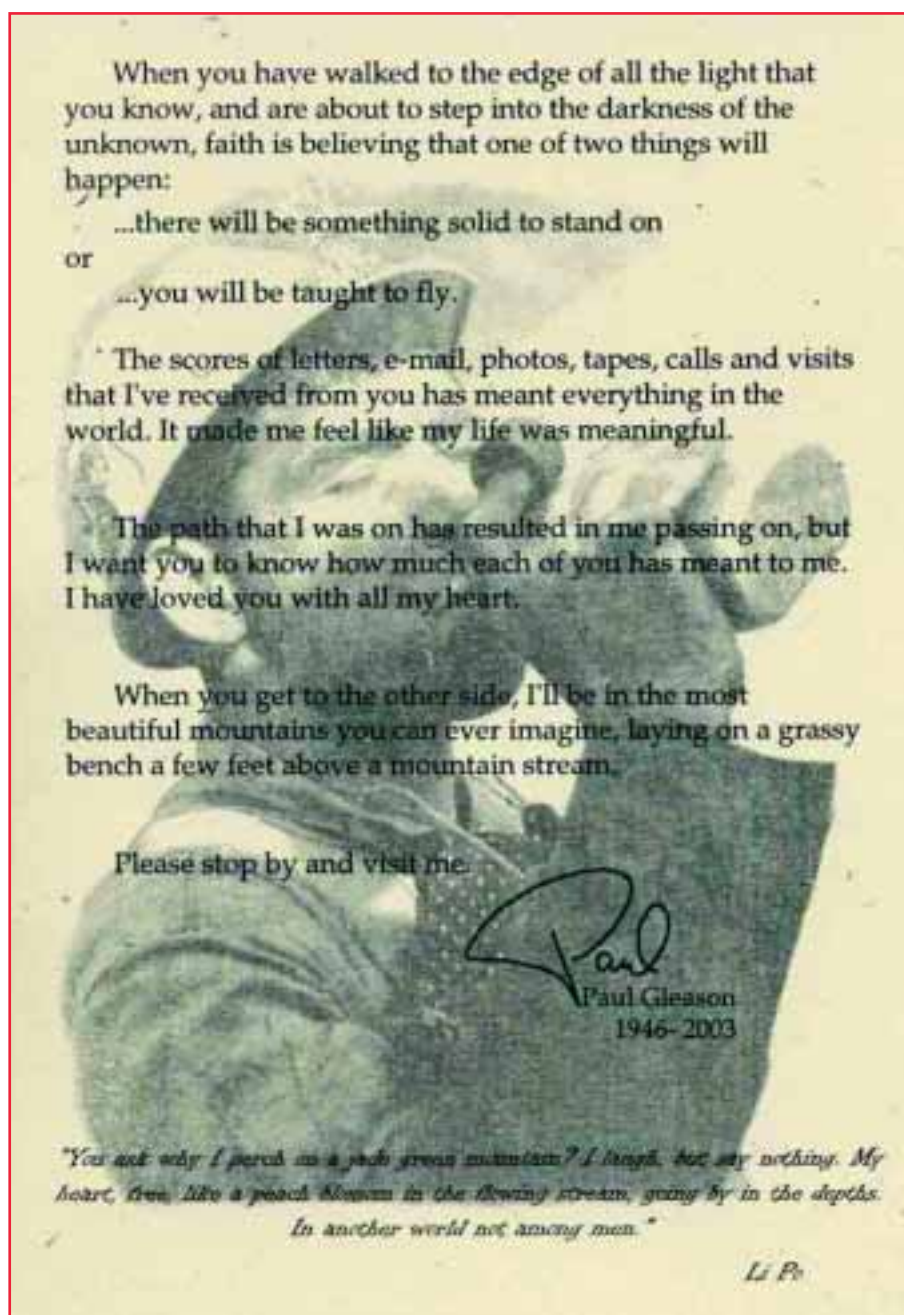 When you have walked to the edge of all the light that
you know, and are about to step into the darkness of the
unknown, faith is believing that one of two things will
happen:
...there will be something solid to stand on
or
...you will be taught to fly.
The scores of letters, e-mail, photos, tapes, calls and visits
that I've received from you has meant everything in the
world. It made me feel like my life was meaningful.
The path that I was on has resulted in me passing on, but
I want you to know how much each of you has meant to me.
I have loved you with all my heart.
When you get to the other side, I'll be in the most
beautiful mountains you can ever imagine, laying on a grassy
bench a few feet above a mountain stream.
Please stop by and visit me.
Paul
Paul Gleason
1946- 2003
"You ask why I perch on a jade green mountain? I laugh, but say nothing. My
heart, free, like a peach blossom in the flowing stream, going by in the depths.
In another world not among men."
Li Po